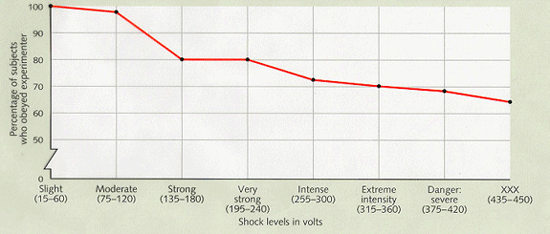 Percentage of subjects
who obeyed experimenter
100
90
80
70
60
50
0
Slight
(15–60)
Moderate
(75–120)
Strong
(135–180)
Very
strong
(195–240)
Intense
(255–300)
Extreme
intensity
(315–360)
Danger:
severe
(375–420)
XXX
(435–450)
Shock levels in volts